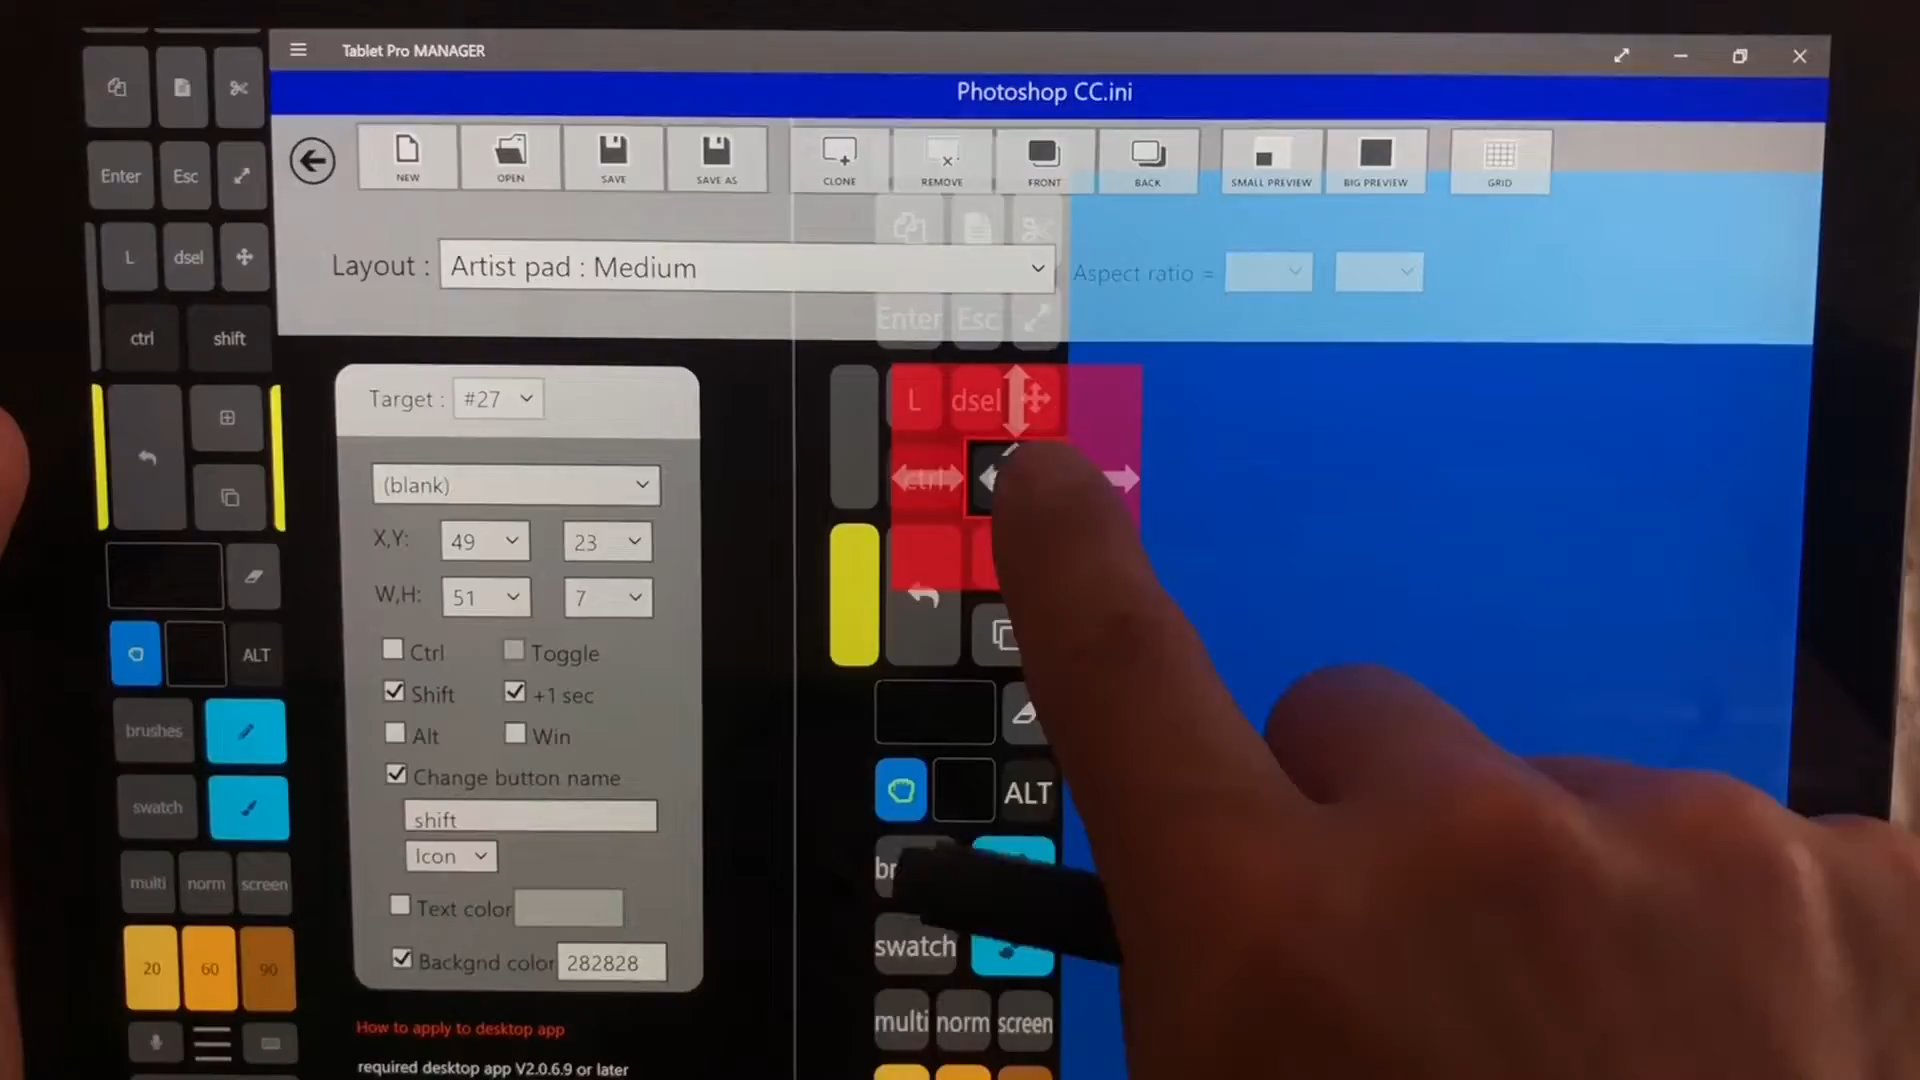 Tablet Pro MANAGER
Photoshop CC.ini
NEW
OPEN
SAVE
SAVE AS
CLONE
REMOVE
FRONT
BACK
SMALL PREVIEW
BIG PREVIEW
GRID
Layout : Artist pad : Medium
Aspect ratio =
Enter Esc
L dsel
ctrl shift
ALT
brushes
swatch
multi norm screen
20 60 90
Target : #27
(blank)
X,Y: 49 23
W,H: 51 7
Ctrl Toggle
Shift +1 sec
Alt Win
Change button name
shift
Icon
Text color
Backgnd color 282828
How to apply to desktop app
required desktop app V2.0.6.9 or later
Enter Esc
L dsel
ctrl
ALT
swatch
multi norm screen